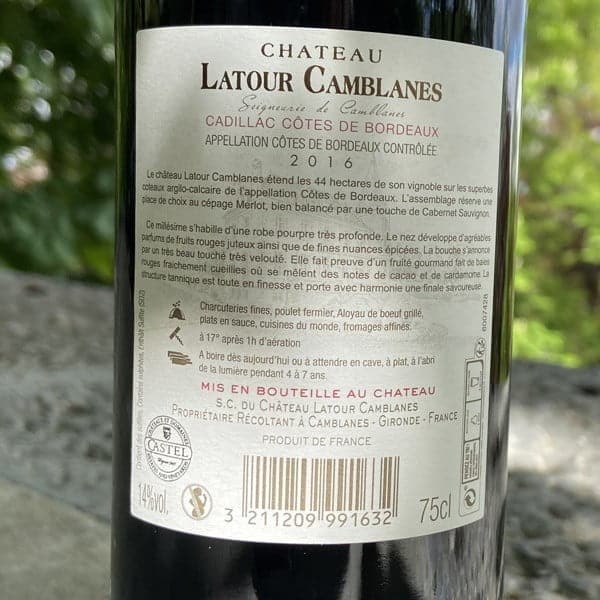 CHATEAU
LATOUR CAMBLANES
Seigneurie de Camblanes
CADILLAC CÔTES DE BORDEAUX
APPELLATION CÔTES DE BORDEAUX CONTRÔLÉE
2016
Le château Latour Camblanes étend les 44 hectares de son vignoble sur les superbes
coteaux argilo-calcaire de l'appellation Côtes de Bordeaux. L'assemblage réserve une
place de choix au cépage Merlot, bien balancé par une touche de Cabernet Sauvignon.
Ce millésime s'habille d'une robe pourpre très profonde. Le nez développe d'agréables
parfums de fruits rouges juteux ainsi que de fines nuances épicées. La bouche s'annonce
par un très beau touché très velouté. Elle fait preuve d'un fruité gourmand fait de baies
rouges fraichement cueillies où se mêlent des notes de cacao et de cardamome. La
structure tannique est toute en finesse et porte avec harmonie une finale savoureuse.
Charcuteries fines, poulet fermier, Aloyau de boeuf grillé,
plats en sauce, cuisines du monde, fromages affinés.
à 17° après 1h d'aération
A boire dès aujourd'hui ou à attendre en cave, à plat, à l'abri
de la lumière pendant 4 à 7 ans.
MIS EN BOUTEILLE AU CHATEAU
S.C. DU CHÂTEAU LATOUR CAMBLANES
PROPRIÉTAIRE RÉCOLTANT À CAMBLANES - GIRONDE - FRANCE
PRODUIT DE FRANCE
CASTEL
14%vol.
3 211209 991632
75cl
8007428